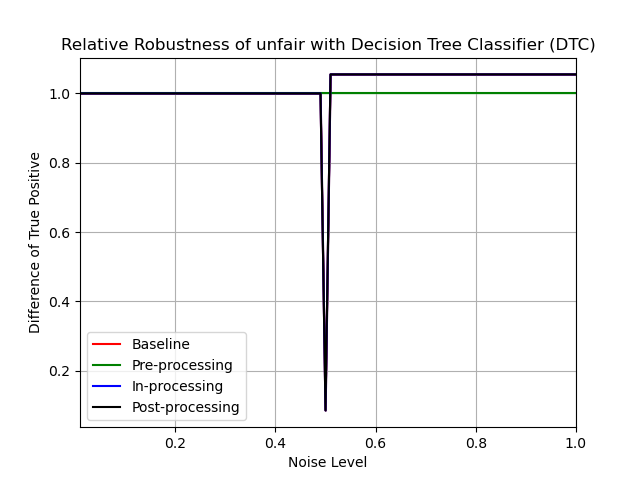 Relative Robustness of unfair with Decision Tree Classifier (DTC)
Difference of True Positive
1.0
0.8
0.6
0.4
0.2
Baseline
Pre-processing
In-processing
Post-processing
0.2 0.4 0.6 0.8 1.0
Noise Level